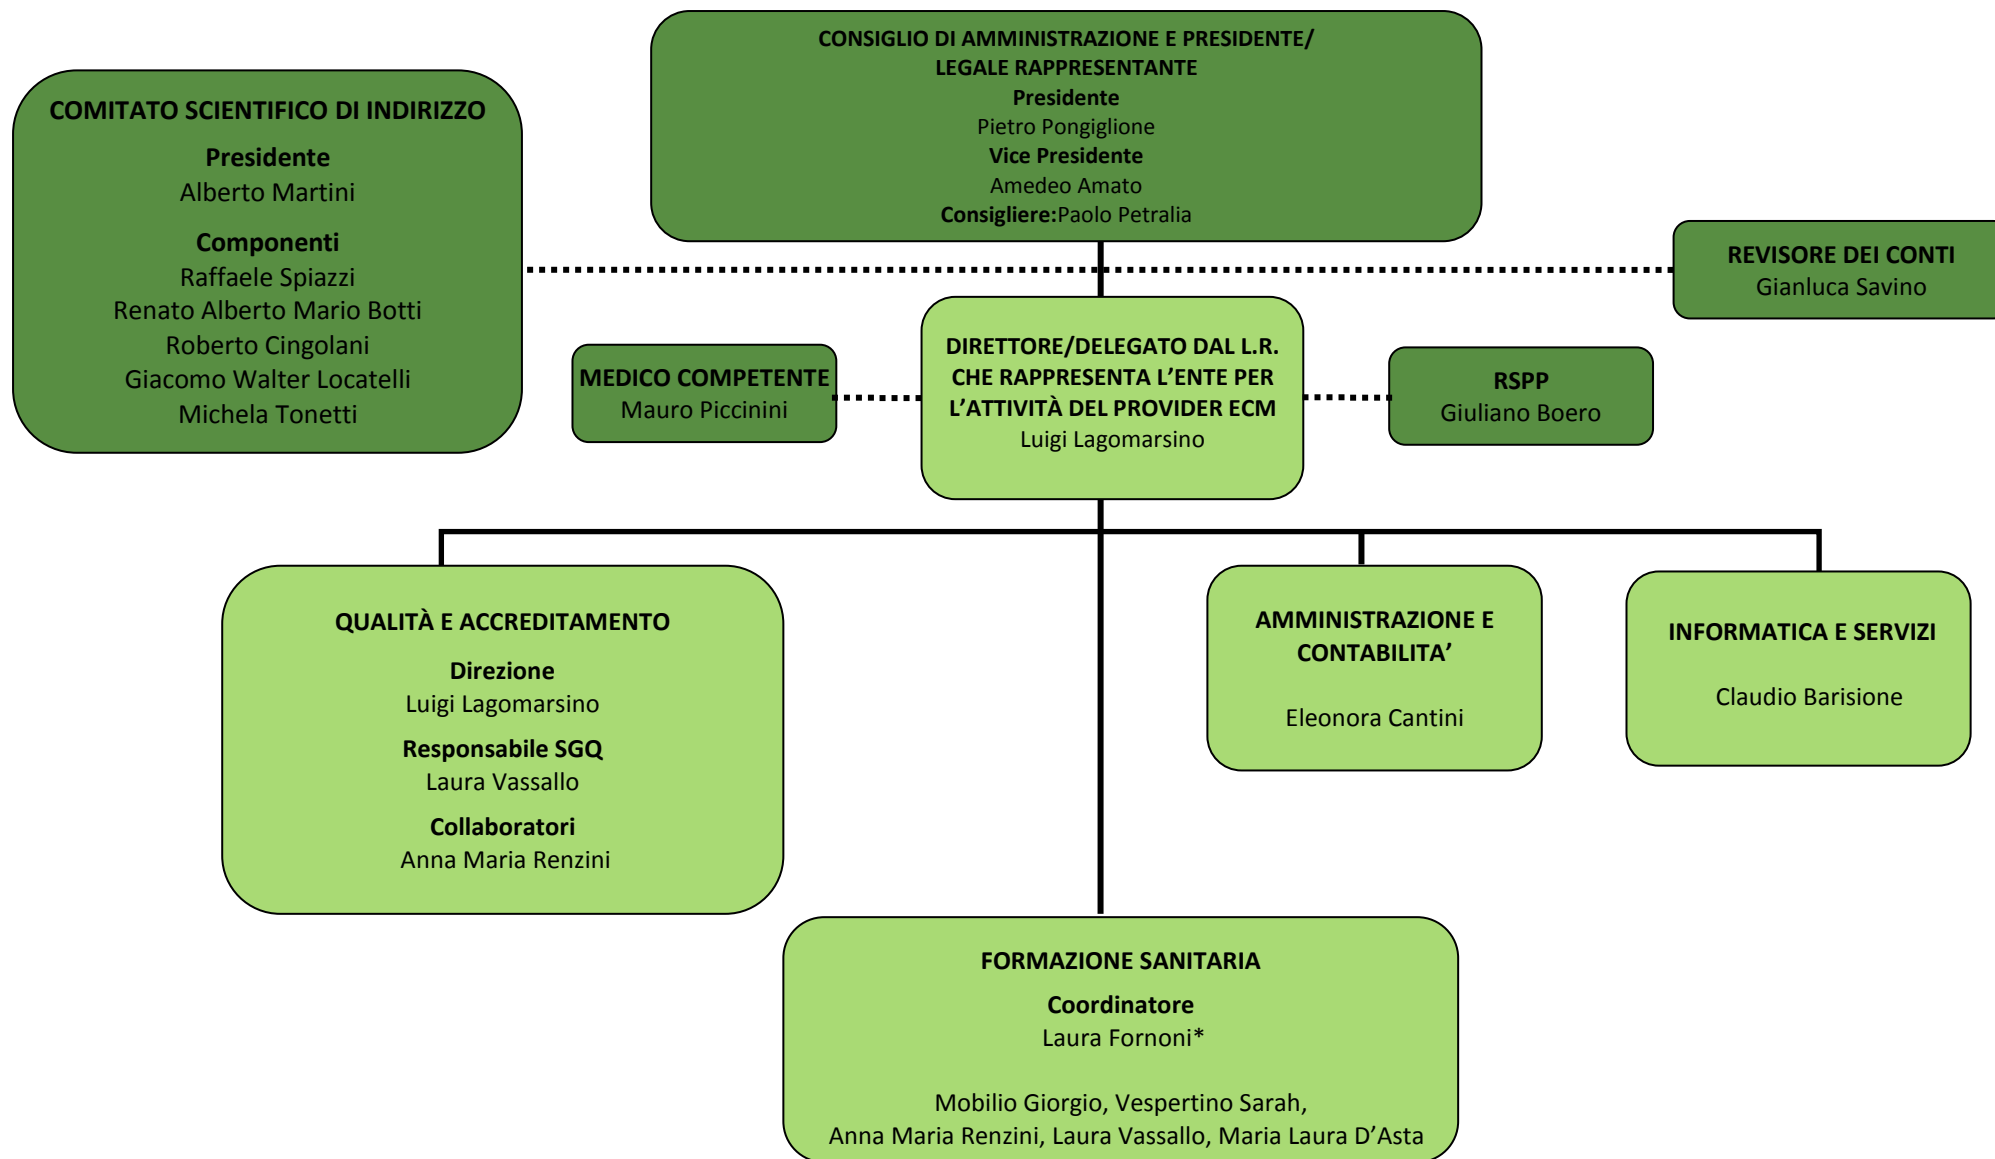 CONSIGLIO DI AMMINISTRAZIONE E PRESIDENTE/
LEGALE RAPPRESENTANTE
Presidente
Pietro Pongiglione
Vice Presidente
Amedeo Amato
Consigliere:Paolo Petralia
COMITATO SCIENTIFICO DI INDIRIZZO
Presidente
Alberto Martini
Componenti
Raffaele Spiazzi
Renato Alberto Mario Botti
Roberto Cingolani
Giacomo Walter Locatelli
Michela Tonetti
REVISORE DEI CONTI
Gianluca Savino
MEDICO COMPETENTE
Mauro Piccinini
DIRETTORE/DELEGATO DAL L.R.
CHE RAPPRESENTA L’ENTE PER
L’ATTIVITÀ DEL PROVIDER ECM
Luigi Lagomarsino
RSPP
Giuliano Boero
QUALITÀ E ACCREDITAMENTO
Direzione
Luigi Lagomarsino
Responsabile SGQ
Laura Vassallo
Collaboratori
Anna Maria Renzini
AMMINISTRAZIONE E
CONTABILITA’
Eleonora Cantini
INFORMATICA E SERVIZI
Claudio Barisione
FORMAZIONE SANITARIA
Coordinatore
Laura Fornoni*
Mobilio Giorgio, Vespertino Sarah,
Anna Maria Renzini, Laura Vassallo, Maria Laura D’Asta